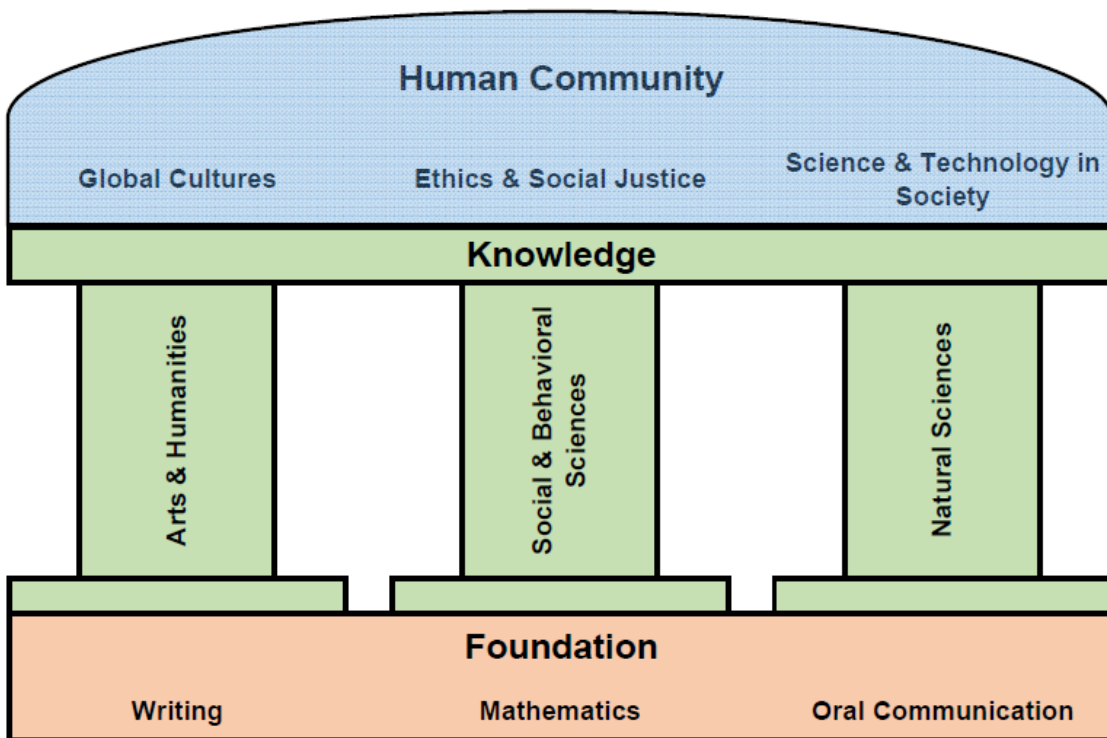 Human Community
Global Cultures
Ethics & Social Justice
Science & Technology in
Society
Knowledge
Arts & Humanities
Social & Behavioral
Sciences
Natural Sciences
Foundation
Writing
Mathematics
Oral Communication